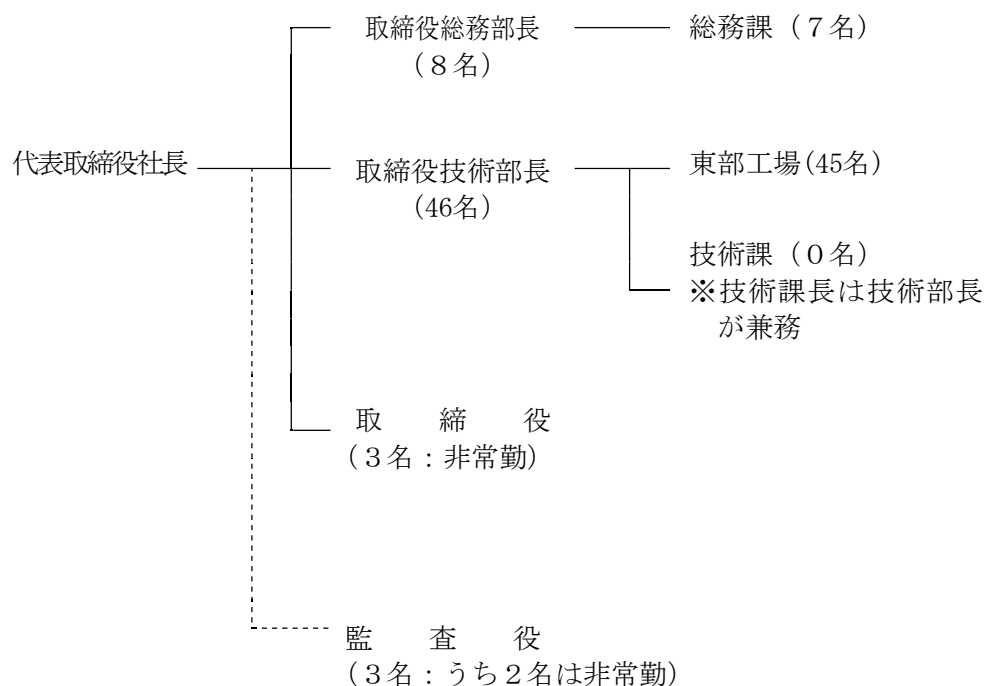 取締役総務部長
(８名)
総務課（７名）
代表取締役社長
取締役技術部長
(46名)
東部工場(45名)
技術課（０名）
※技術課長は技術部長
が兼務
取　締　役
(３名：非常勤)
監　査　役
(３名：うち２名は非常勤)